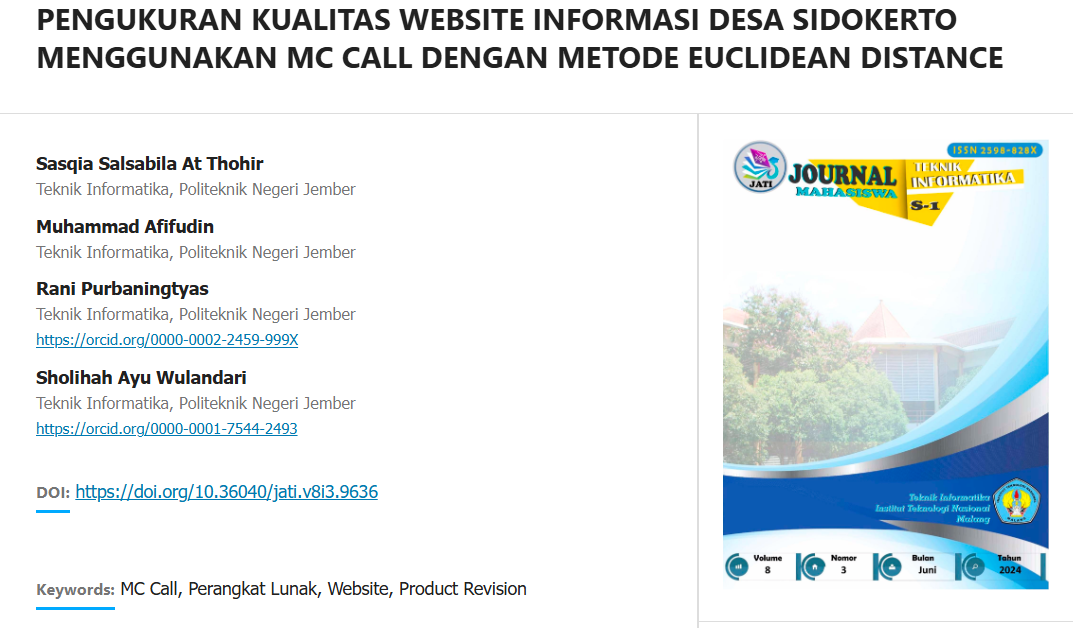 PENGUKURAN KUALITAS WEBSITE INFORMASI DESA SIDOKERTO
MENGGUNAKAN MC CALL DENGAN METODE EUCLIDEAN DISTANCE
Sasqia Salsabila At Thohir
Teknik Informatika, Politeknik Negeri Jember
Muhammad Afifudin
Teknik Informatika, Politeknik Negeri Jember
Rani Purbaningtyas
Teknik Informatika, Politeknik Negeri Jember
https://orcid.org/0000-0002-2459-999X
Sholihah Ayu Wulandari
Teknik Informatika, Politeknik Negeri Jember
https://orcid.org/0000-0001-7544-2493
DOI: https://doi.org/10.36040/jati.v8i3.9636
Keywords: MC Call, Perangkat Lunak, Website, Product Revision
ISSN 2598-828X
JATI
JOURNAL
MAHASISWA
TEKNIK
INFORMATIKA
S-1
Teknik Informatika
Institut Teknologi Nasional
Malang
Volume
8
Nomor
3
Bulan
Juni
Tahun
2024